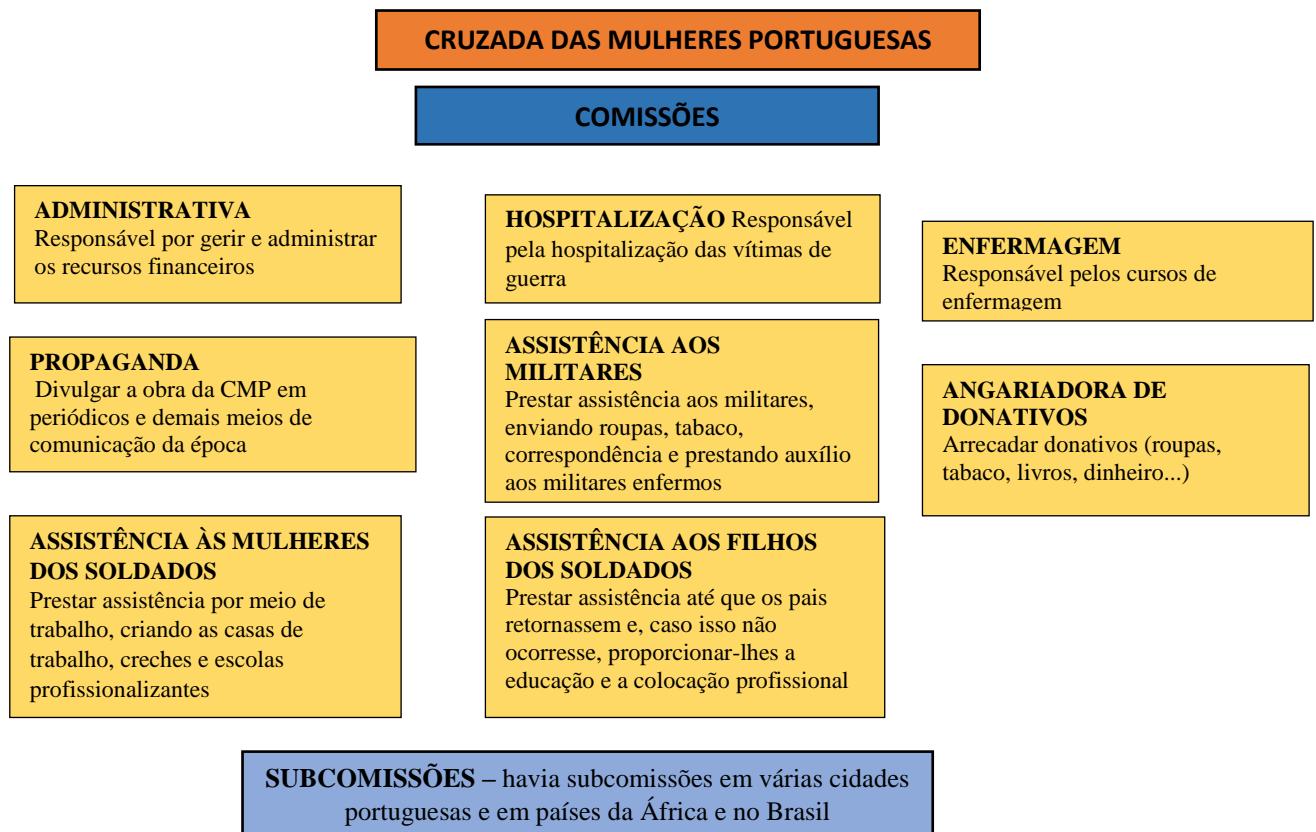 CRUZADA DAS MULHERES PORTUGUESAS
COMISSÕES
ADMINISTRATIVA
Responsável por gerir e administrar
os recursos financeiros
HOSPITALIZAÇÃO Responsável
pela hospitalização das vítimas de
guerra
ENFERMAGEM
Responsável pelos cursos de
enfermagem
PROPAGANDA
Divulgar a obra da CMP em
periódicos e demais meios de
comunicação da época
ASSISTÊNCIA AOS
MILITARES
Prestar assistência aos militares,
enviando roupas, tabaco,
correspondência e prestando auxílio
aos militares enfermos
ANGARIADORA DE
DONATIVOS
Arrecadar donativos (roupas,
tabaco, livros, dinheiro...)
ASSISTÊNCIA ÀS MULHERES
DOS SOLDADOS
Prestar assistência por meio de
trabalho, criando as casas de
trabalho, creches e escolas
profissionalizantes
ASSISTÊNCIA AOS FILHOS
DOS SOLDADOS
Prestar assistência até que os pais
retornassem e, caso isso não
ocorresse, proporcionar-lhes a
educação e a colocação profissional
SUBCOMISSÕES – havia subcomissões em várias cidades
portuguesas e em países da África e no Brasil